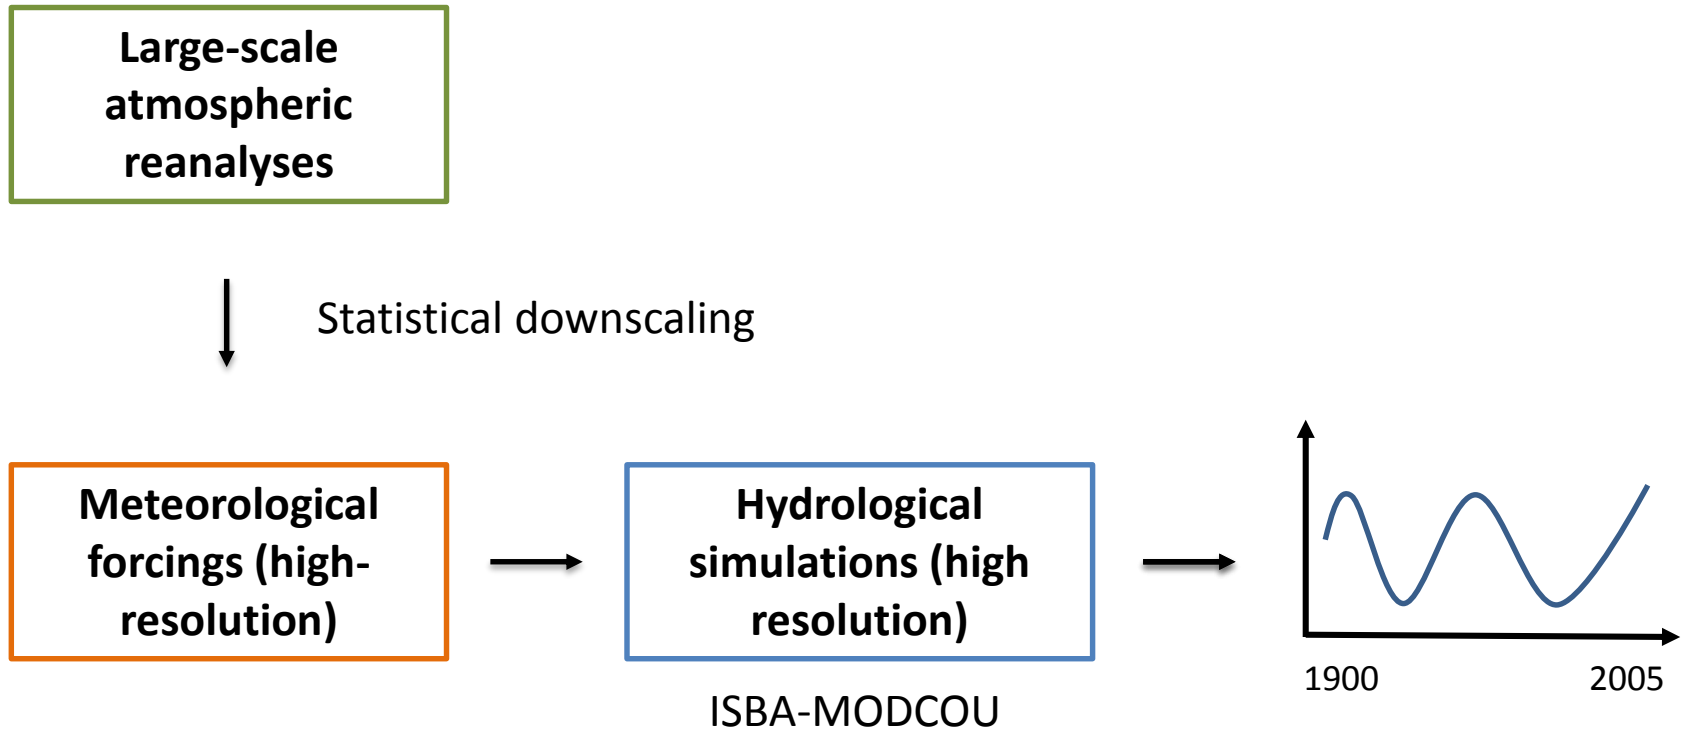 Large-scale
atmospheric
reanalyses
Statistical downscaling
Meteorological
forcings (high-
resolution)
Hydrological
simulations (high
resolution)
ISBA-MODCOU
1900
2005